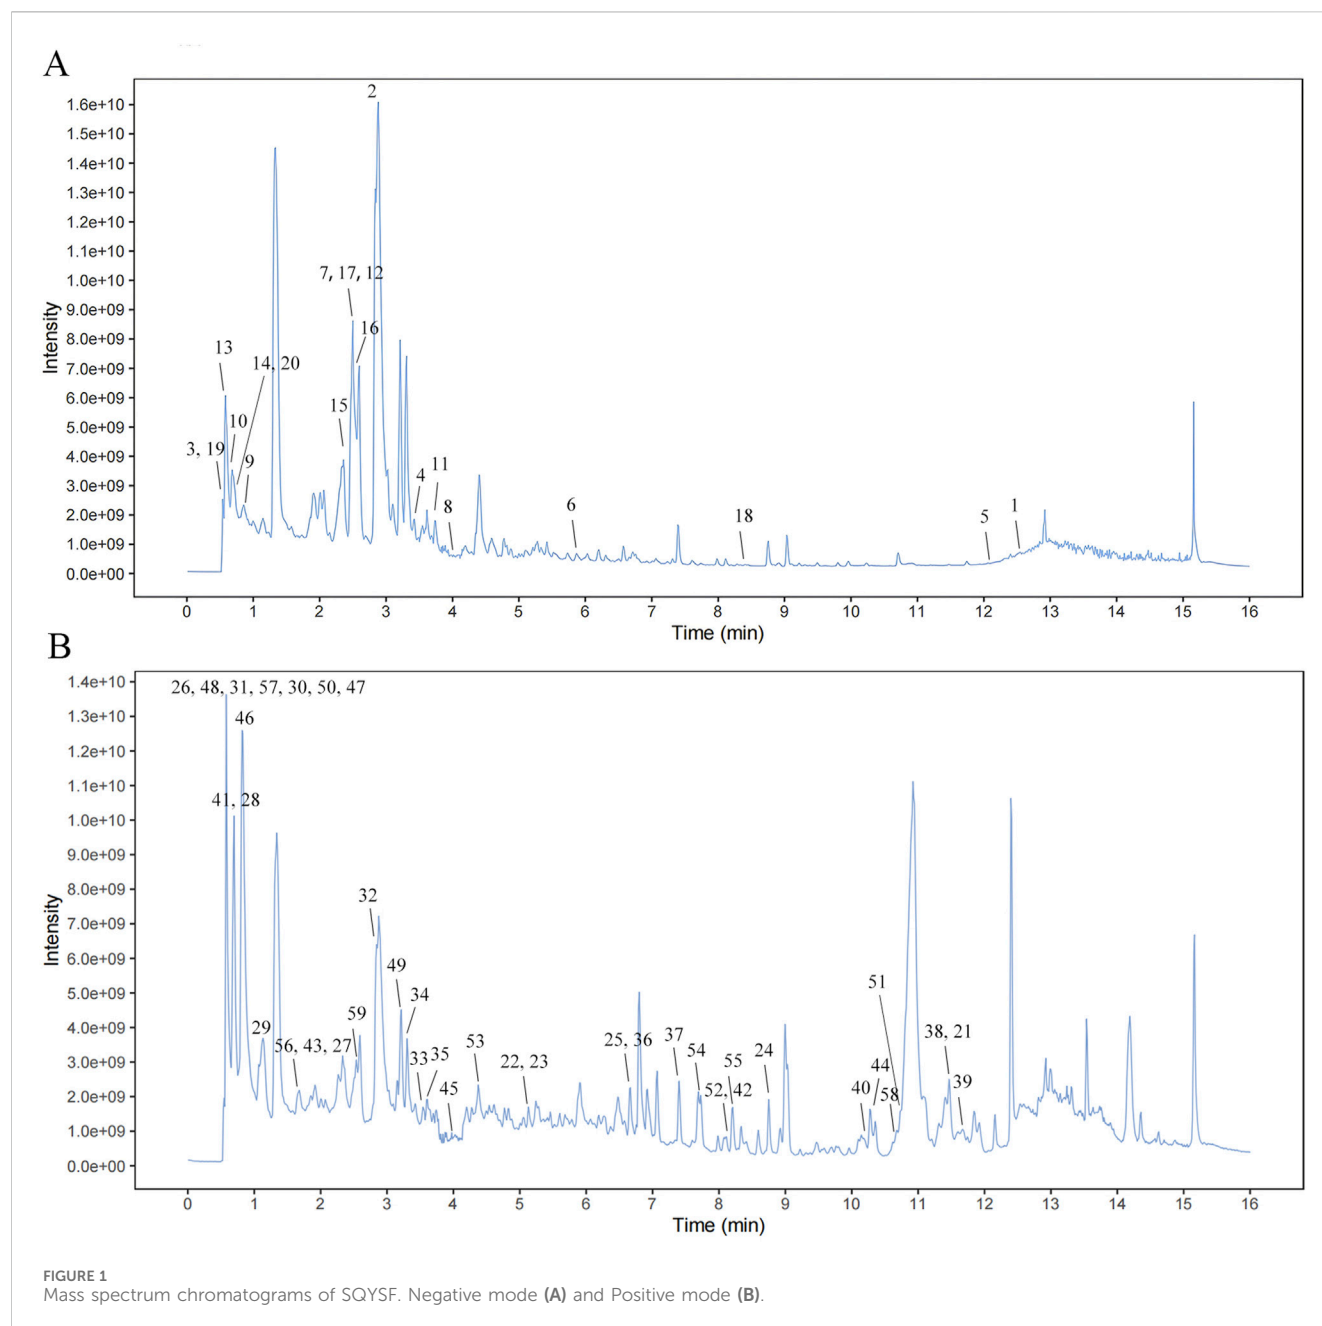 A
2
1.6e+10
1.5e+10
1.4e+10
1.3e+10
1.2e+10
1.1e+10
1.0e+10
9.0e+09
8.0e+09
7.0e+09
6.0e+09
5.0e+09
4.0e+09
3.0e+09
2.0e+09
1.0e+09
0.0e+00
Intensity
7, 17, 12
16
13
14, 20
15
10
3, 19
9
4
11
8
6
18
5
1
0 1 2 3 4 5 6 7 8 9 10 11 12 13 14 15 16
Time (min)
B
1.4e+10
1.3e+10
1.2e+10
1.1e+10
1.0e+10
9.0e+09
8.0e+09
7.0e+09
6.0e+09
5.0e+09
4.0e+09
3.0e+09
2.0e+09
1.0e+09
0.0e+00
Intensity
26, 48, 31, 57, 30, 50, 47
46
41, 28
32
49
34
51
29
59
56, 43, 27
33
35
45
53
22, 23
25, 36
37
54
55
52, 42
24
40
44
58
38, 21
39
0 1 2 3 4 5 6 7 8 9 10 11 12 13 14 15 16
Time (min)
FIGURE 1
Mass spectrum chromatograms of SQYSF. Negative mode (A) and Positive mode (B).